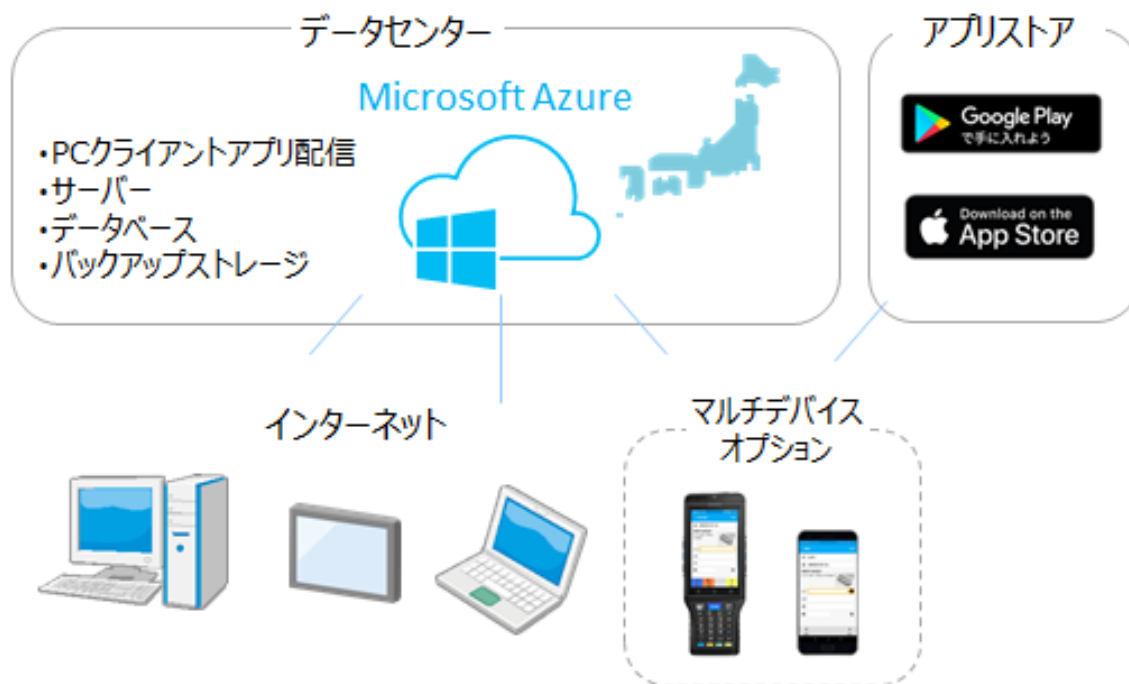 データセンター
アプリストア
Microsoft Azure
・PCクライアントアプリ配信
・サーバー
・データベース
・バックアップストレージ
Google Play
で手に入れよう
Download on the
App Store
インターネット
マルチデバイス
オプション